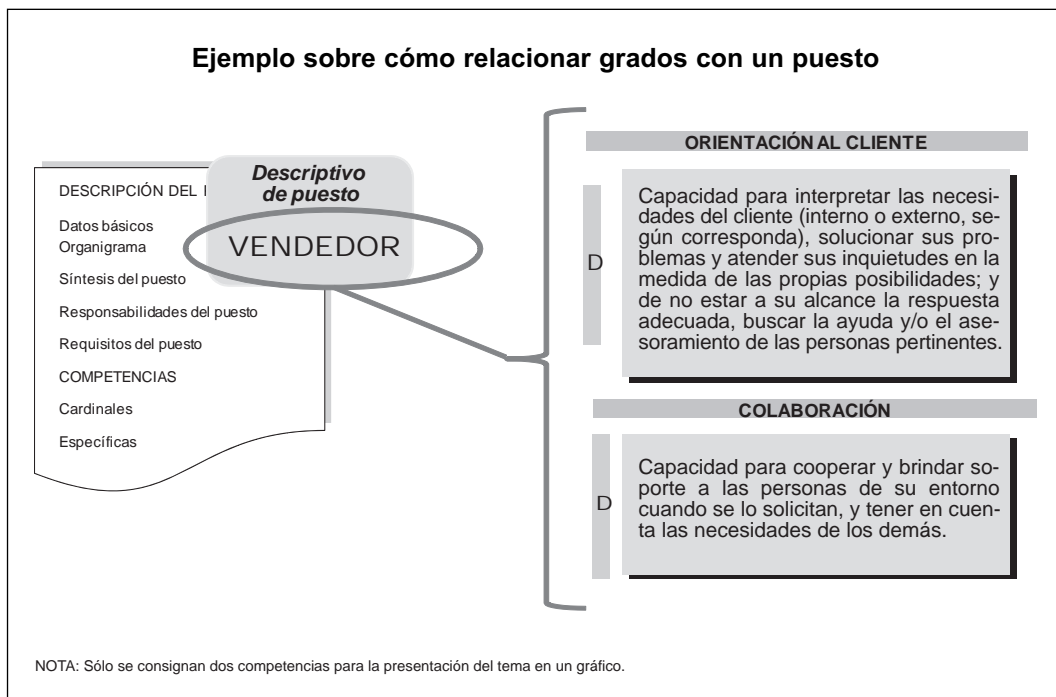 Ejemplo sobre cómo relacionar grados con un puesto
DESCRIPCIÓN DEL
Datos básicos
Organigrama
Síntesis del puesto
Responsabilidades del puesto
Requisitos del puesto
COMPETENCIAS
Cardinales
Específicas
Descriptivo
de puesto
VENDEDOR
ORIENTACIÓN AL CLIENTE
D
Capacidad para interpretar las necesi-
dades del cliente (interno o externo, se-
gún corresponda), solucionar sus pro-
blemas y atender sus inquietudes en la
medida de las propias posibilidades; y
de no estar a su alcance la respuesta
adecuada, buscar la ayuda y/o el ase-
soramiento de las personas pertinentes.
COLABORACIÓN
D
Capacidad para cooperar y brindar so-
porte a las personas de su entorno
cuando se lo solicitan, y tener en cuen-
ta las necesidades de los demás.
NOTA: Sólo se consignan dos competencias para la presentación del tema en un gráfico.